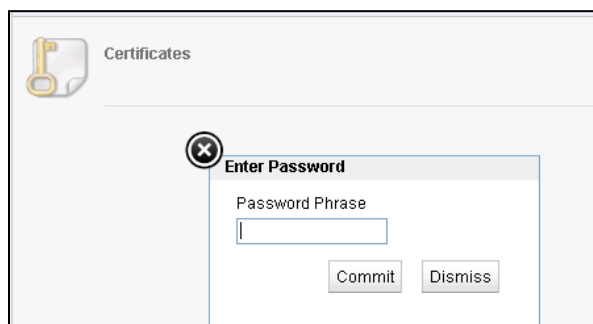 Certificates
Enter Password
Password Phrase
Commit Dismiss